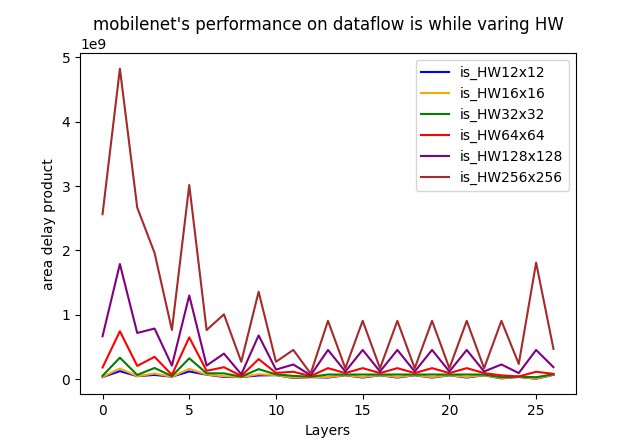 mobilenet's performance on dataflow is while varing HW
1e9
5
4
3
2
1
0
area delay product
is_HW12x12
is_HW16x16
is_HW32x32
is_HW64x64
is_HW128x128
is_HW256x256
0 5 10 15 20 25
Layers